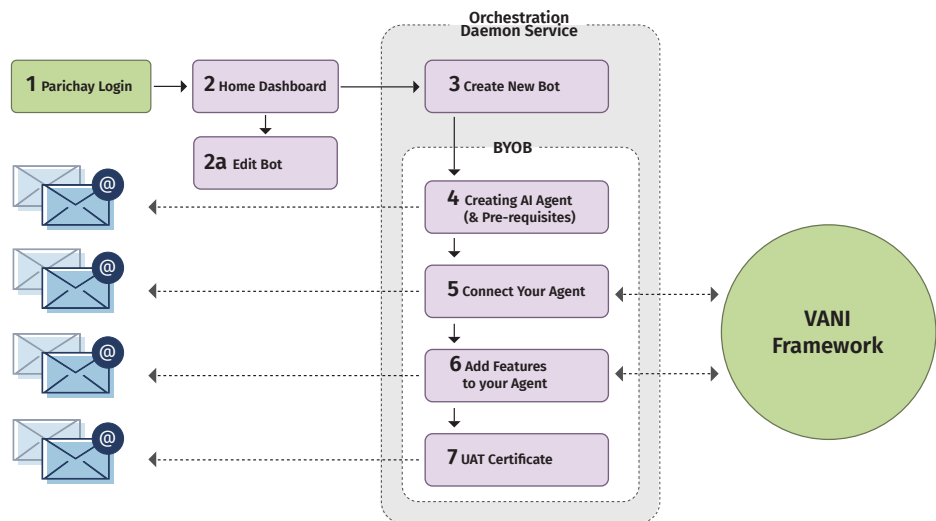 Orchestration
Daemon Service
1 Parichay Login
2 Home Dashboard
3 Create New Bot
2a Edit Bot
BYOB
@
4 Creating AI Agent
(& Pre-requisites)
@
5 Connect Your Agent
VANI
Framework
@
6 Add Features
to your Agent
@
7 UAT Certificate